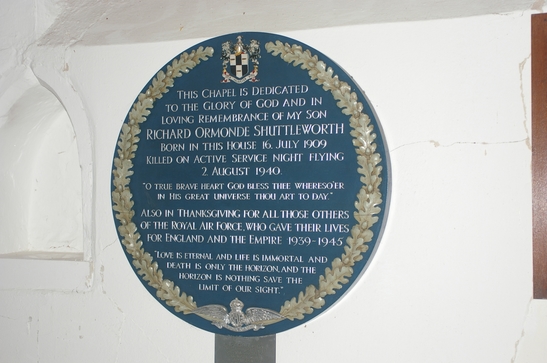 THIS CHAPEL IS DEDICATED
TO THE GLORY OF GOD AND IN
LOVING REMEMBRANCE OF MY SON
RICHARD ORMONDE SHUTTLEWORTH
BORN IN THIS HOUSE 16. JULY 1909
KILLED ON ACTIVE SERVICE NIGHT FLYING
2. AUGUST 1940.
"O TRUE BRAVE HEART GOD BLESS THEE WHERESO'ER
IN HIS GREAT UNIVERSE THOU ART TO DAY."
ALSO IN THANKSGIVING FOR ALL THOSE OTHERS
OF THE ROYAL AIR FORCE, WHO GAVE THEIR LIVES
FOR ENGLAND AND THE EMPIRE 1939-1945
"LOVE IS ETERNAL AND LIFE IS IMMORTAL AND
DEATH IS ONLY THE HORIZON, AND THE
HORIZON IS NOTHING SAVE THE
LIMIT OF OUR SIGHT."